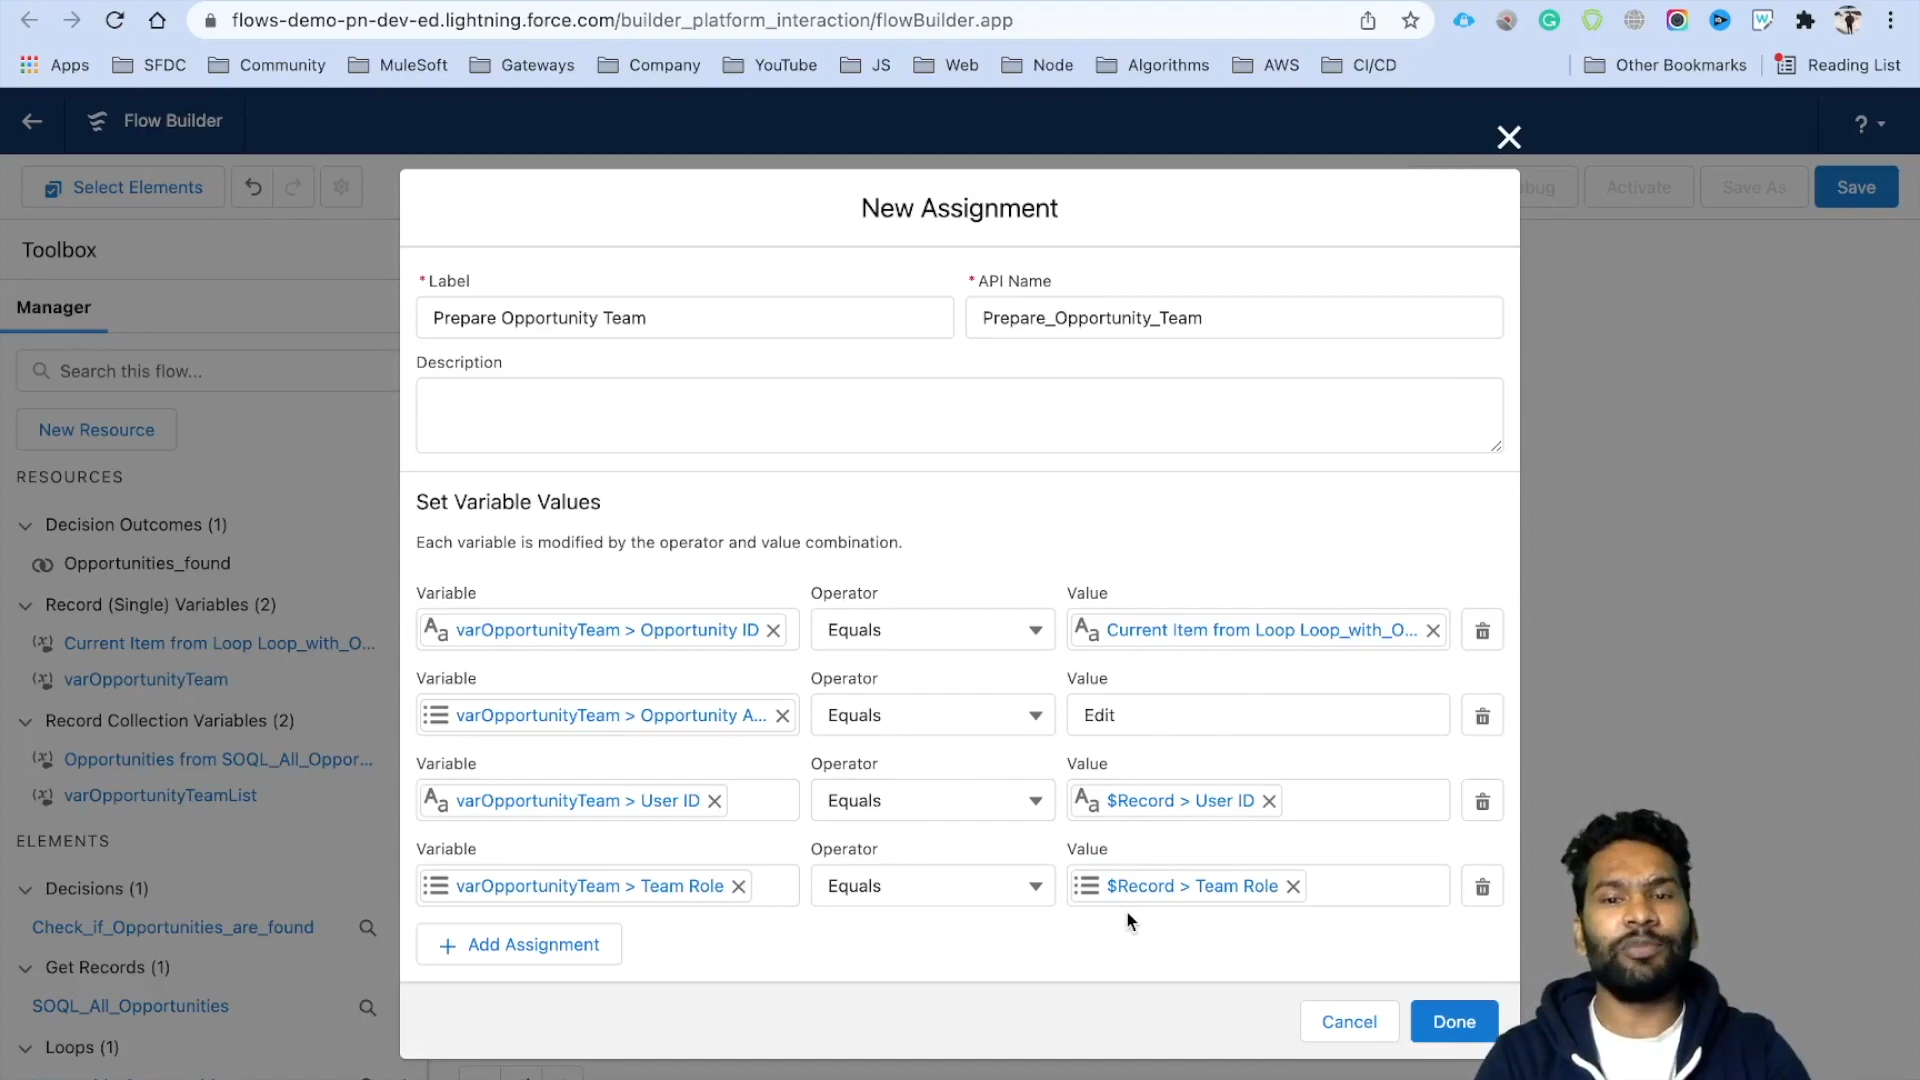 flows-demo-pn-dev-ed.lightning.force.com/builder_platform_interaction/flowBuilder.app
Apps SFDC Community MuleSoft Gateways Company YouTube JS Web Node Algorithms AWS CI/CD Other Bookmarks Reading List
Flow Builder
?
Select Elements
Activate Save As Save
New Assignment
Toolbox
Manager
Search this flow...
New Resource
RESOURCES
Decision Outcomes (1)
Opportunities_found
Record (Single) Variables (2)
Current Item from Loop Loop_with_O...
varOpportunityTeam
Record Collection Variables (2)
Opportunities from SOQL_All_Oppor...
varOpportunityTeamList
ELEMENTS
Decisions (1)
Check_if_Opportunities_are_found
Get Records (1)
SOQL_All_Opportunities
Loops (1)
* Label * API Name
Prepare Opportunity Team Prepare_Opportunity_Team
Description
Set Variable Values
Each variable is modified by the operator and value combination.
Variable Operator Value
Aa varOpportunityTeam > Opportunity ID Equals Aa Current Item from Loop Loop_with_O...
Variable Operator Value
varOpportunityTeam > Opportunity A... Equals Edit
Variable Operator Value
Aa varOpportunityTeam > User ID Equals Aa $Record > User ID
Variable Operator Value
varOpportunityTeam > Team Role Equals $Record > Team Role
+ Add Assignment
Cancel Done